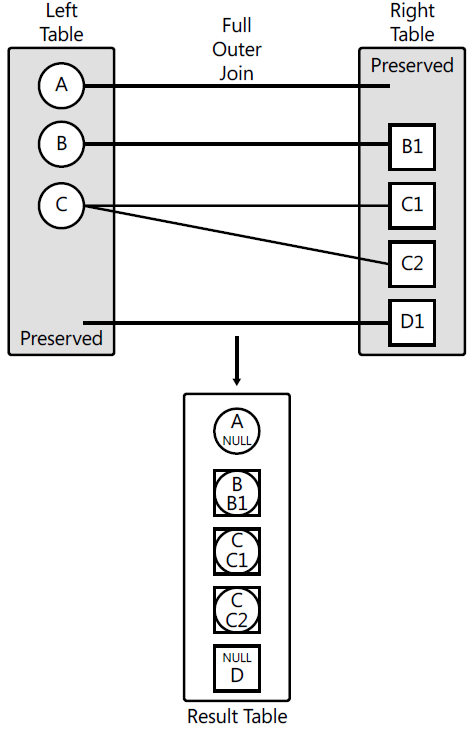 Left
Table
Full
Outer
Join
Right
Table
Preserved
A
B
B1
C
C1
C2
D1
Preserved
A
NULL
B
B1
C
C1
C
C2
NULL
D
Result Table